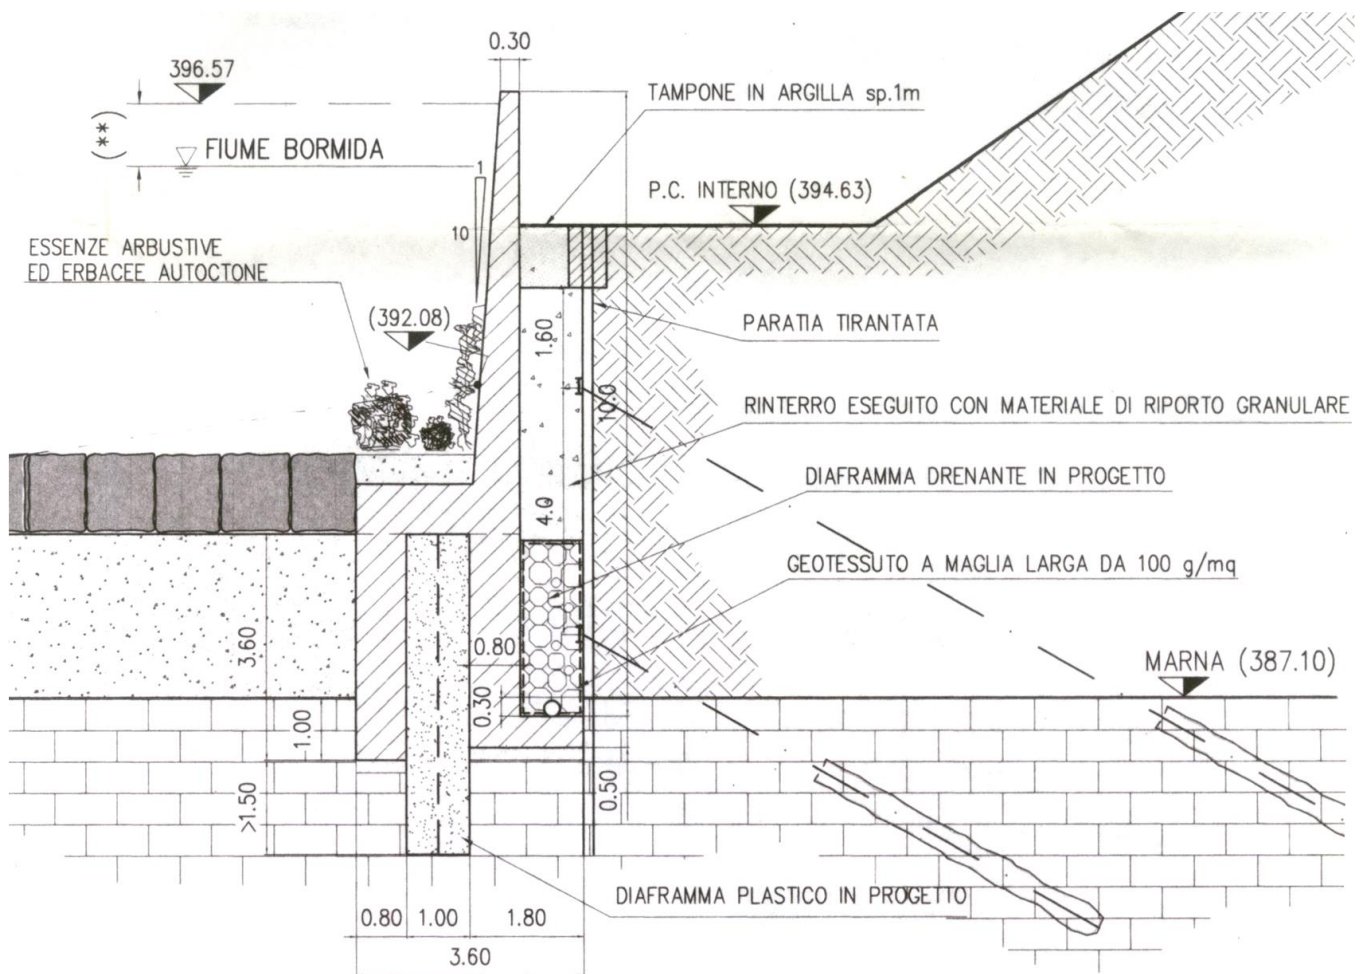 0.30
396.57
TAMPONE IN ARGILLA sp.1m
(**)
FIUME BORMIDA
1
P.C. INTERNO (394.63)
10
ESSENZE ARBUSTIVE
ED ERBACEE AUTOCTONE
(392.08)
PARATIA TIRANTATA
1.60
10.0
RINTERRO ESEGUITO CON MATERIALE DI RIPORTO GRANULARE
DIAFRAMMA DRENANTE IN PROGETTO
4.0
GEOTESSUTO A MAGLIA LARGA DA 100 g/mq
3.60
0.80
MARNA (387.10)
0.30
1.00
>1.50
0.50
DIAFRAMMA PLASTICO IN PROGETTO
0.80
1.00
1.80
3.60